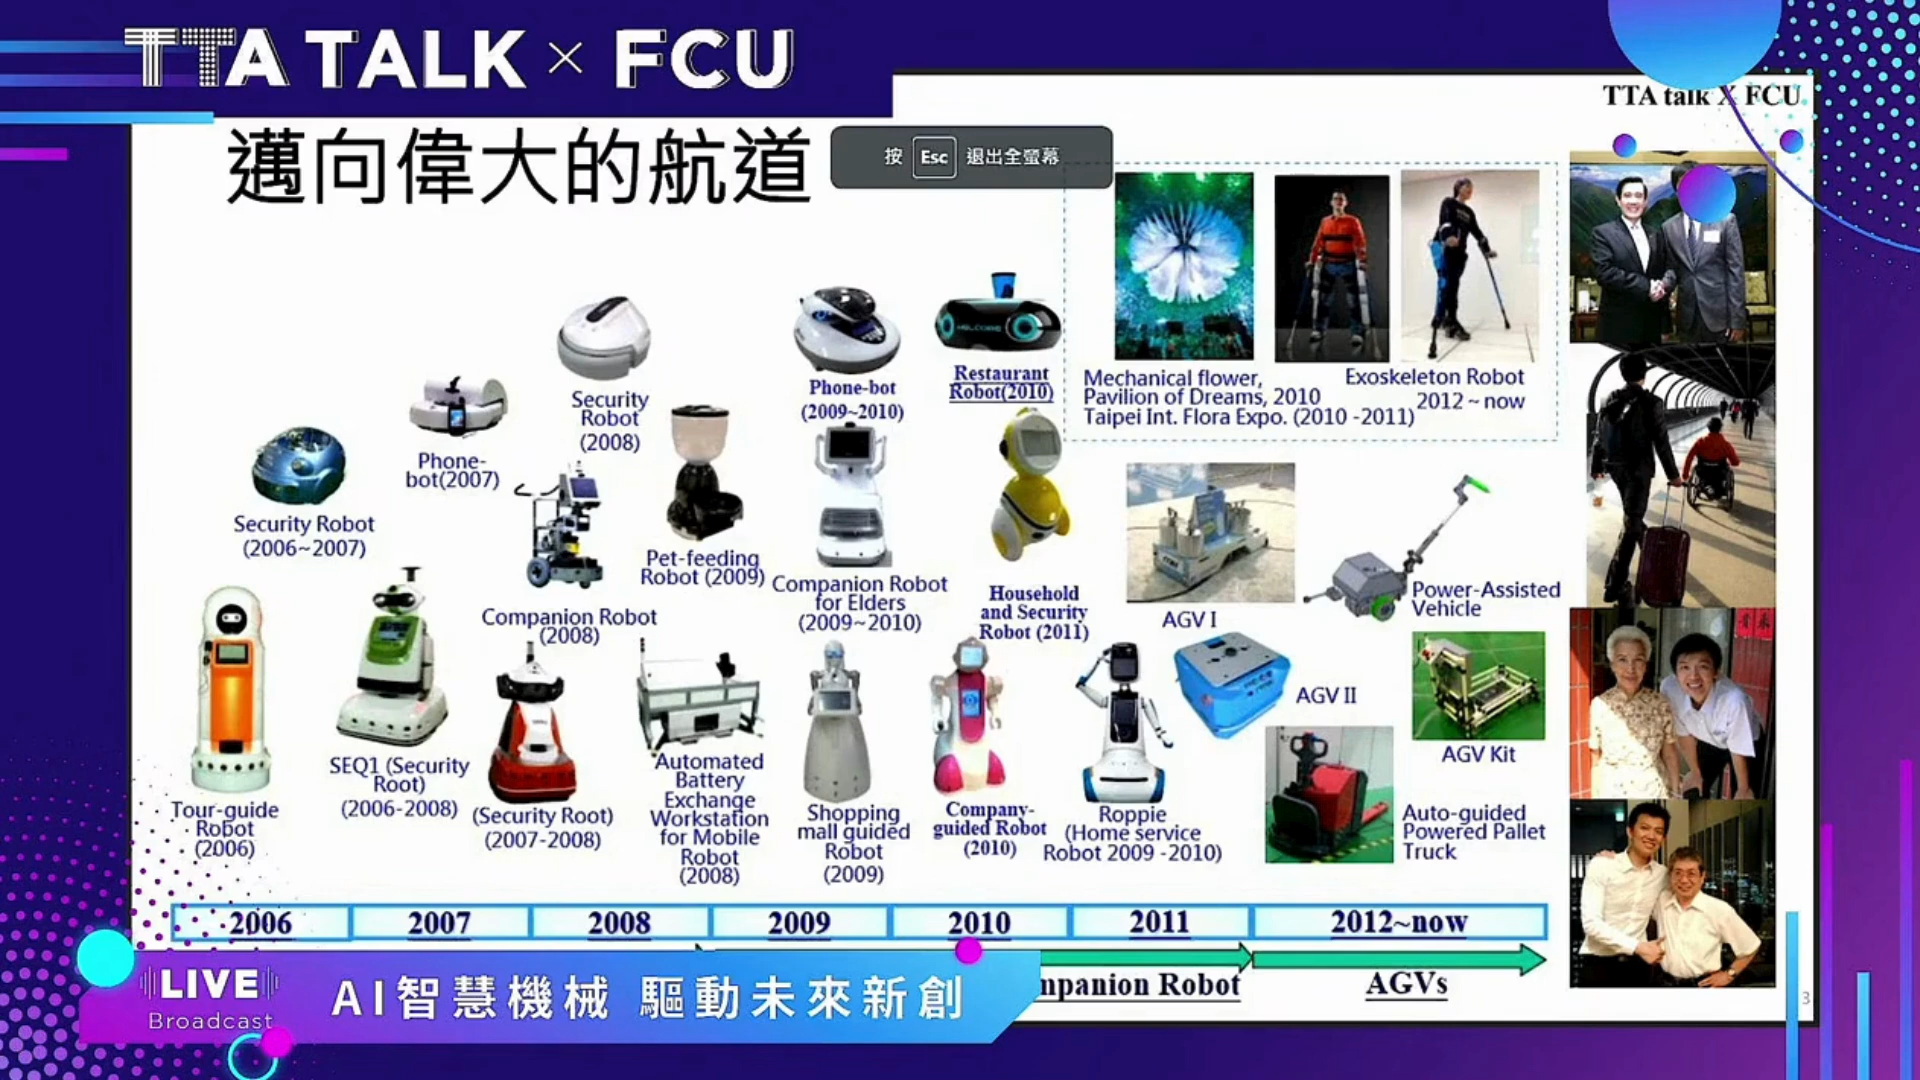 TTA TALK × FCU
TTA talk X FCU
邁向偉大的航道
按 Esc 退出全螢幕
Mechanical flower,
Pavilion of Dreams, 2010
Taipei Int. Flora Expo. (2010 -2011)
Exoskeleton Robot
2012 ~ now
Security
Robot
(2008)
Phone-bot
(2009~2010)
WELCOME
Restaurant
Robot(2010)
Phone-
bot(2007)
Security Robot
(2006~2007)
Companion Robot
(2008)
Pet-feeding
Robot (2009)
Companion Robot
for Elders
(2009~2010)
Household
and Security
Robot (2011)
AGV I
Power-Assisted
Vehicle
AGV II
AGV Kit
Tour-guide
Robot
(2006)
SEQ1 (Security
Root)
(2006-2008)
(Security Root)
(2007-2008)
Automated
Battery
Exchange
Workstation
for Mobile
Robot
(2008)
Shopping
mall guided
Robot
(2009)
Company-
guided Robot
(2010)
Roppie
(Home service
Robot 2009 -2010)
Auto-guided
Powered Pallet
Truck
2006 2007 2008 2009 2010 2011 2012~now
mpanion Robot
AGVs
3
LIVE
Broadcast
AI智慧機械 驅動未來新創